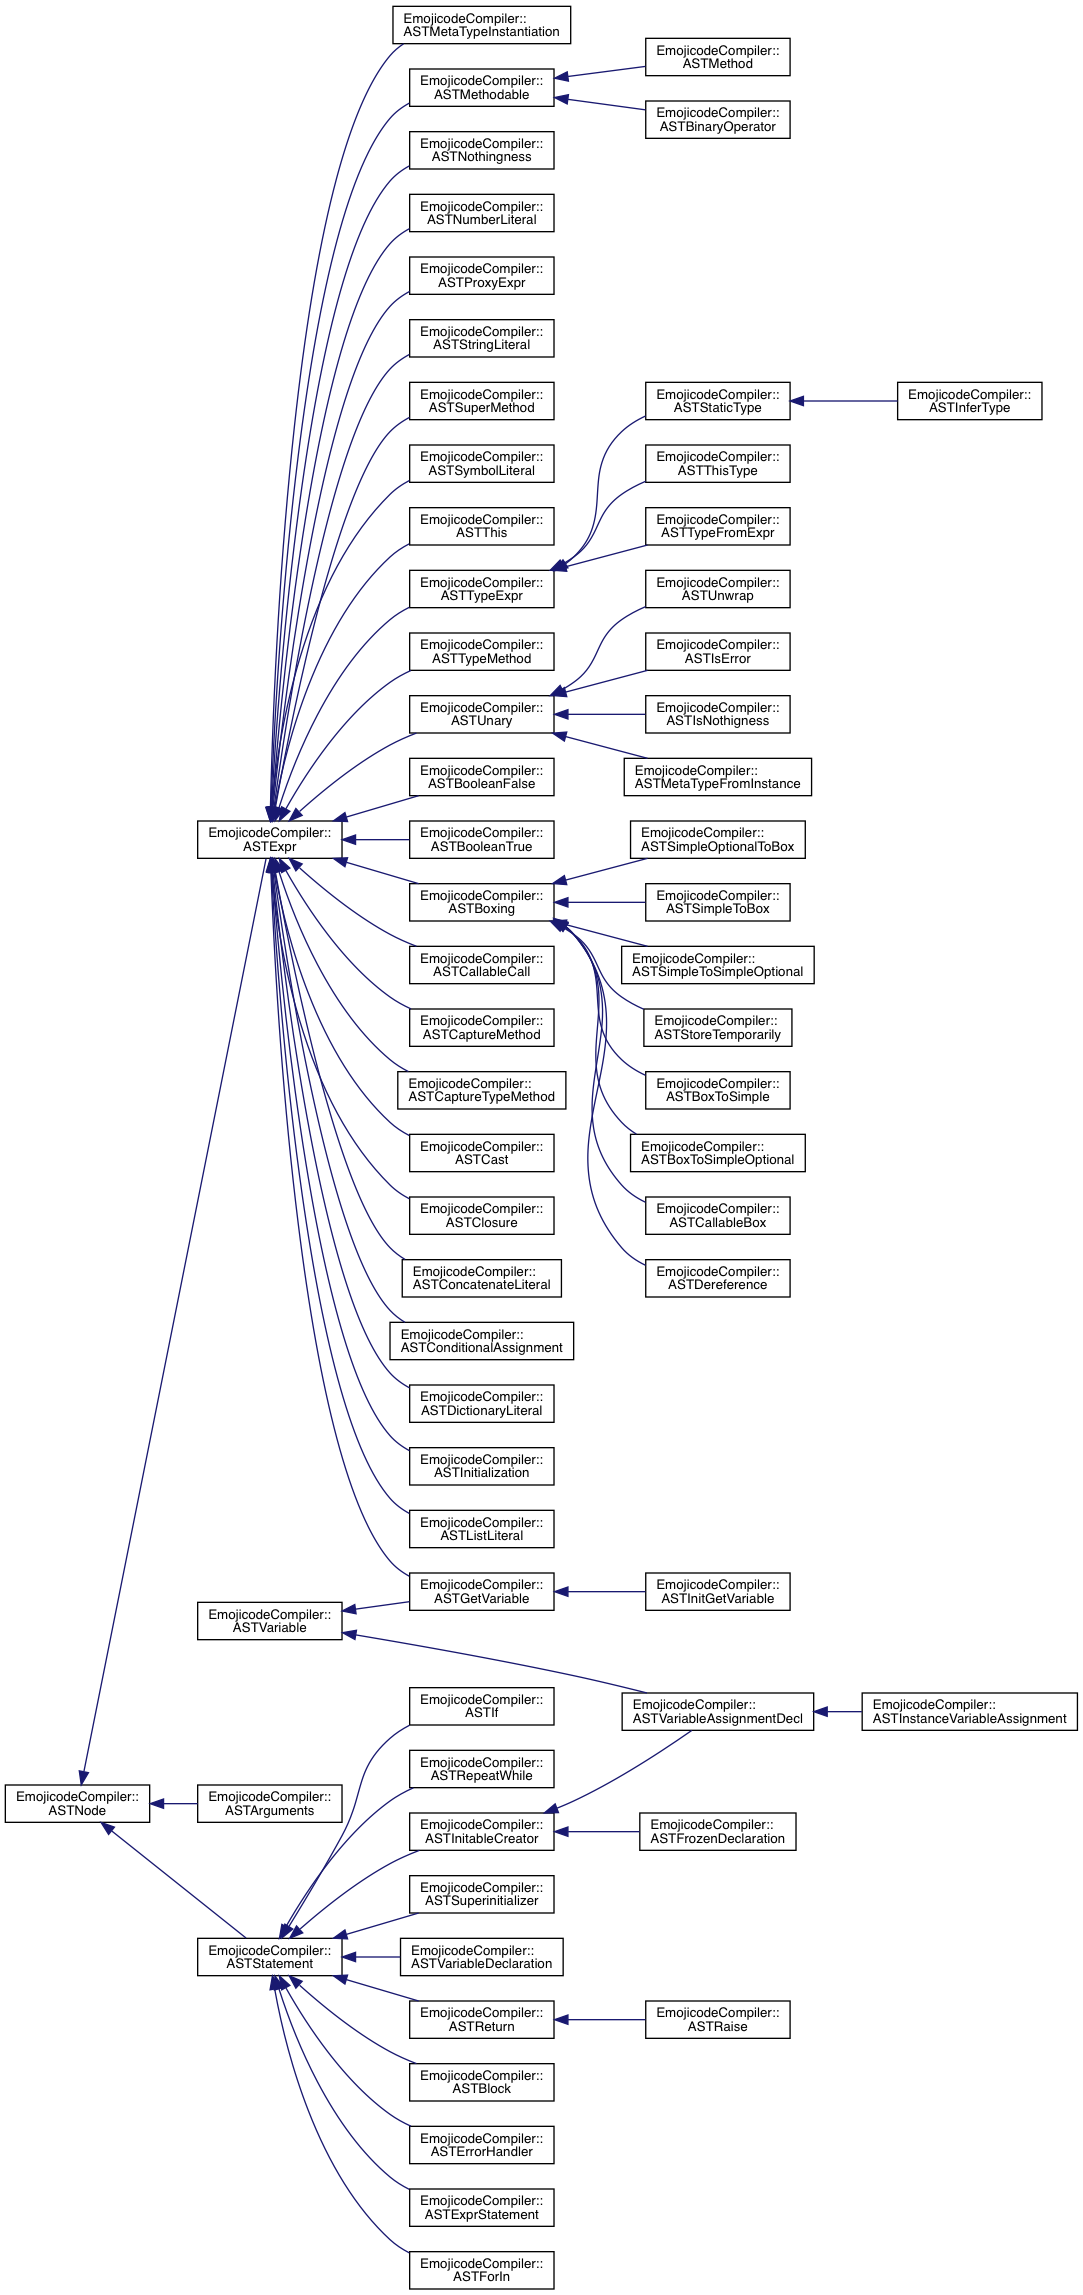 EmojicodeCompiler::
ASTMetaTypeInstantiation
EmojicodeCompiler::
ASTMethod
EmojicodeCompiler::
ASTMethodable
EmojicodeCompiler::
ASTBinaryOperator
EmojicodeCompiler::
ASTNothingness
EmojicodeCompiler::
ASTNumberLiteral
EmojicodeCompiler::
ASTProxyExpr
EmojicodeCompiler::
ASTStringLiteral
EmojicodeCompiler::
ASTSuperMethod
EmojicodeCompiler::
ASTStaticType
EmojicodeCompiler::
ASTInferType
EmojicodeCompiler::
ASTSymbolLiteral
EmojicodeCompiler::
ASTThisType
EmojicodeCompiler::
ASTThis
EmojicodeCompiler::
ASTTypeFromExpr
EmojicodeCompiler::
ASTTypeExpr
EmojicodeCompiler::
ASTUnwrap
EmojicodeCompiler::
ASTTypeMethod
EmojicodeCompiler::
ASTIsError
EmojicodeCompiler::
ASTUnary
EmojicodeCompiler::
ASTIsNothigness
EmojicodeCompiler::
ASTBooleanFalse
EmojicodeCompiler::
ASTMetaTypeFromInstance
EmojicodeCompiler::
ASTExpr
EmojicodeCompiler::
ASTBooleanTrue
EmojicodeCompiler::
ASTSimpleOptionalToBox
EmojicodeCompiler::
ASTBoxing
EmojicodeCompiler::
ASTSimpleToBox
EmojicodeCompiler::
ASTCallableCall
EmojicodeCompiler::
ASTSimpleToSimpleOptional
EmojicodeCompiler::
ASTCaptureMethod
EmojicodeCompiler::
ASTStoreTemporarily
EmojicodeCompiler::
ASTCaptureTypeMethod
EmojicodeCompiler::
ASTBoxToSimple
EmojicodeCompiler::
ASTCast
EmojicodeCompiler::
ASTBoxToSimpleOptional
EmojicodeCompiler::
ASTClosure
EmojicodeCompiler::
ASTCallableBox
EmojicodeCompiler::
ASTConcatenateLiteral
EmojicodeCompiler::
ASTDereference
EmojicodeCompiler::
ASTConditionalAssignment
EmojicodeCompiler::
ASTDictionaryLiteral
EmojicodeCompiler::
ASTInitialization
EmojicodeCompiler::
ASTListLiteral
EmojicodeCompiler::
ASTGetVariable
EmojicodeCompiler::
ASTInitGetVariable
EmojicodeCompiler::
ASTVariable
EmojicodeCompiler::
ASTIf
EmojicodeCompiler::
ASTVariableAssignmentDecl
EmojicodeCompiler::
ASTInstanceVariableAssignment
EmojicodeCompiler::
ASTRepeatWhile
EmojicodeCompiler::
ASTNode
EmojicodeCompiler::
ASTArguments
EmojicodeCompiler::
ASTInitableCreator
EmojicodeCompiler::
ASTFrozenDeclaration
EmojicodeCompiler::
ASTSuperinitializer
EmojicodeCompiler::
ASTStatement
EmojicodeCompiler::
ASTVariableDeclaration
EmojicodeCompiler::
ASTReturn
EmojicodeCompiler::
ASTRaise
EmojicodeCompiler::
ASTBlock
EmojicodeCompiler::
ASTErrorHandler
EmojicodeCompiler::
ASTExprStatement
EmojicodeCompiler::
ASTForIn